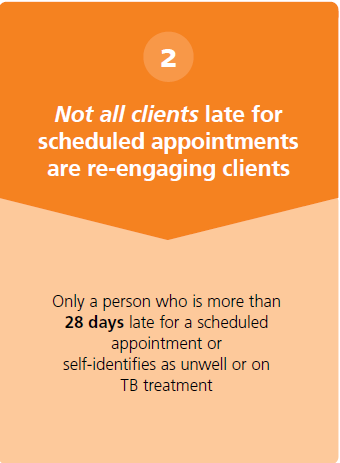 2
Not all clients late for
scheduled appointments
are re-engaging clients
Only a person who is more than
28 days late for a scheduled
appointment or
self-identifies as unwell or on
TB treatment